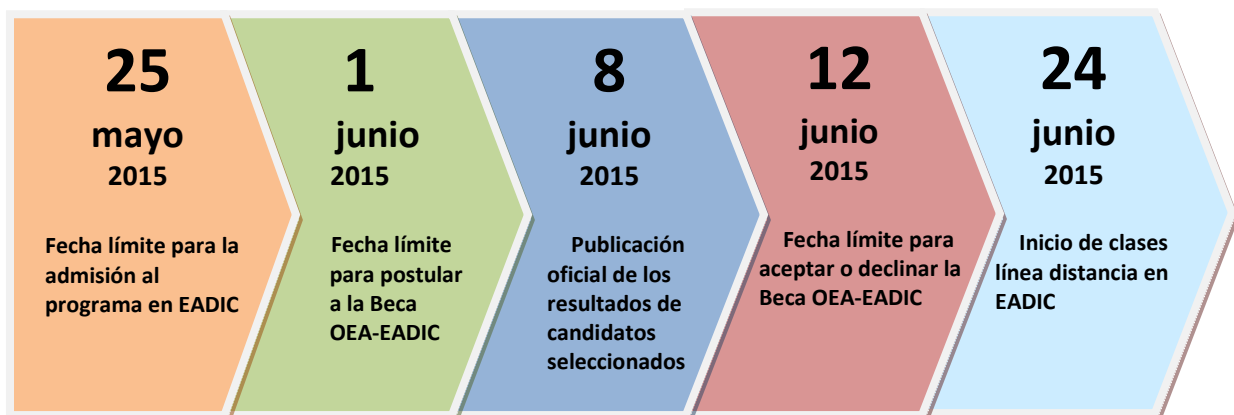 25
mayo
2015
Fecha límite para la
admisión al
programa en EADIC
1
junio
2015
Fecha límite
para postular
a la Beca
OEA-EADIC
8
junio
2015
Publicación
oficial de los
resultados de
candidatos
seleccionados
12
junio
2015
Fecha límite para
aceptar o declinar la
Beca OEA-EADIC
24
junio
2015
Inicio de clases
línea distancia en
EADIC